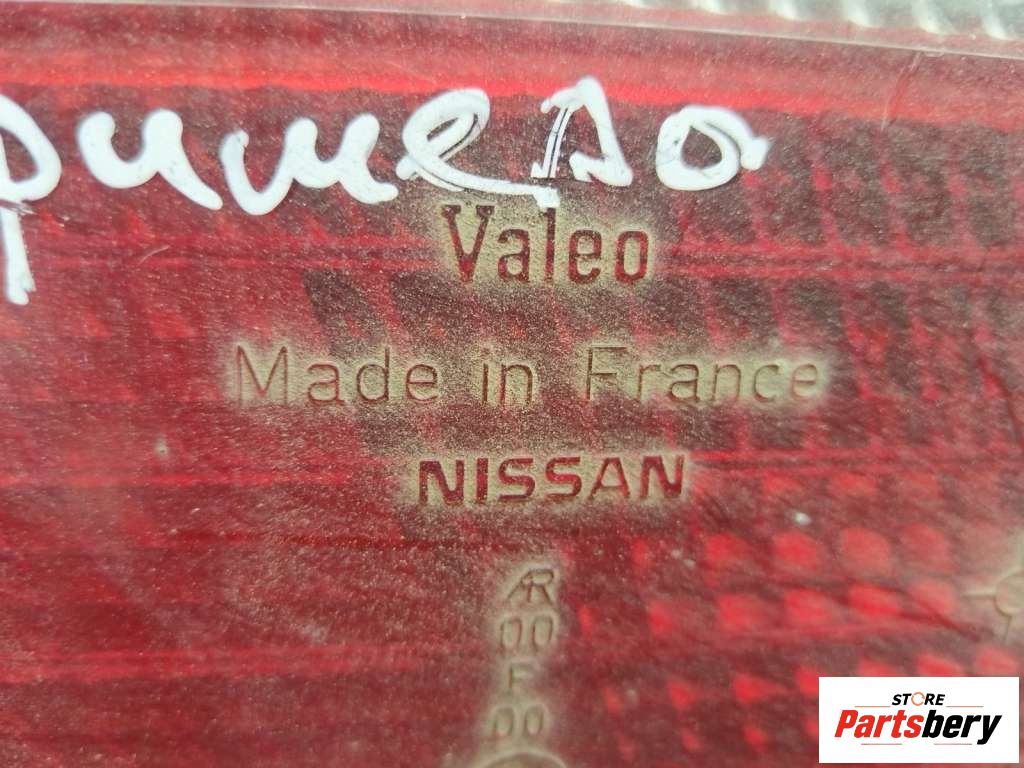 Valeo
Made in France
NISSAN
AR
00
F
00
STORE
Partsbery